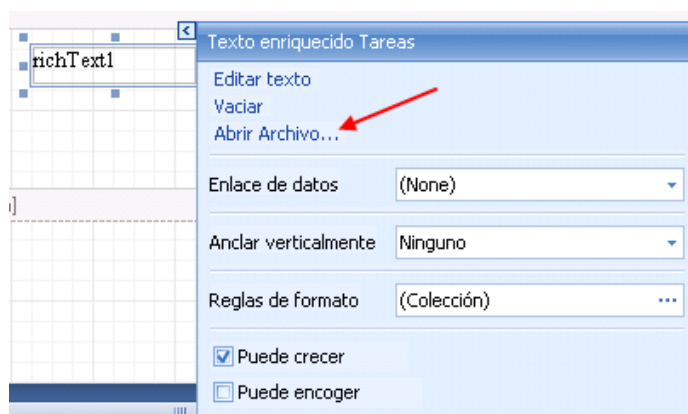 richText1
Texto enriquecido Tareas
Editar texto
Vaciar
Abrir Archivo...
Enlace de datos (None)
Anclar verticalmente Ninguno
Reglas de formato (Colección)
Puede crecer
Puede encoger